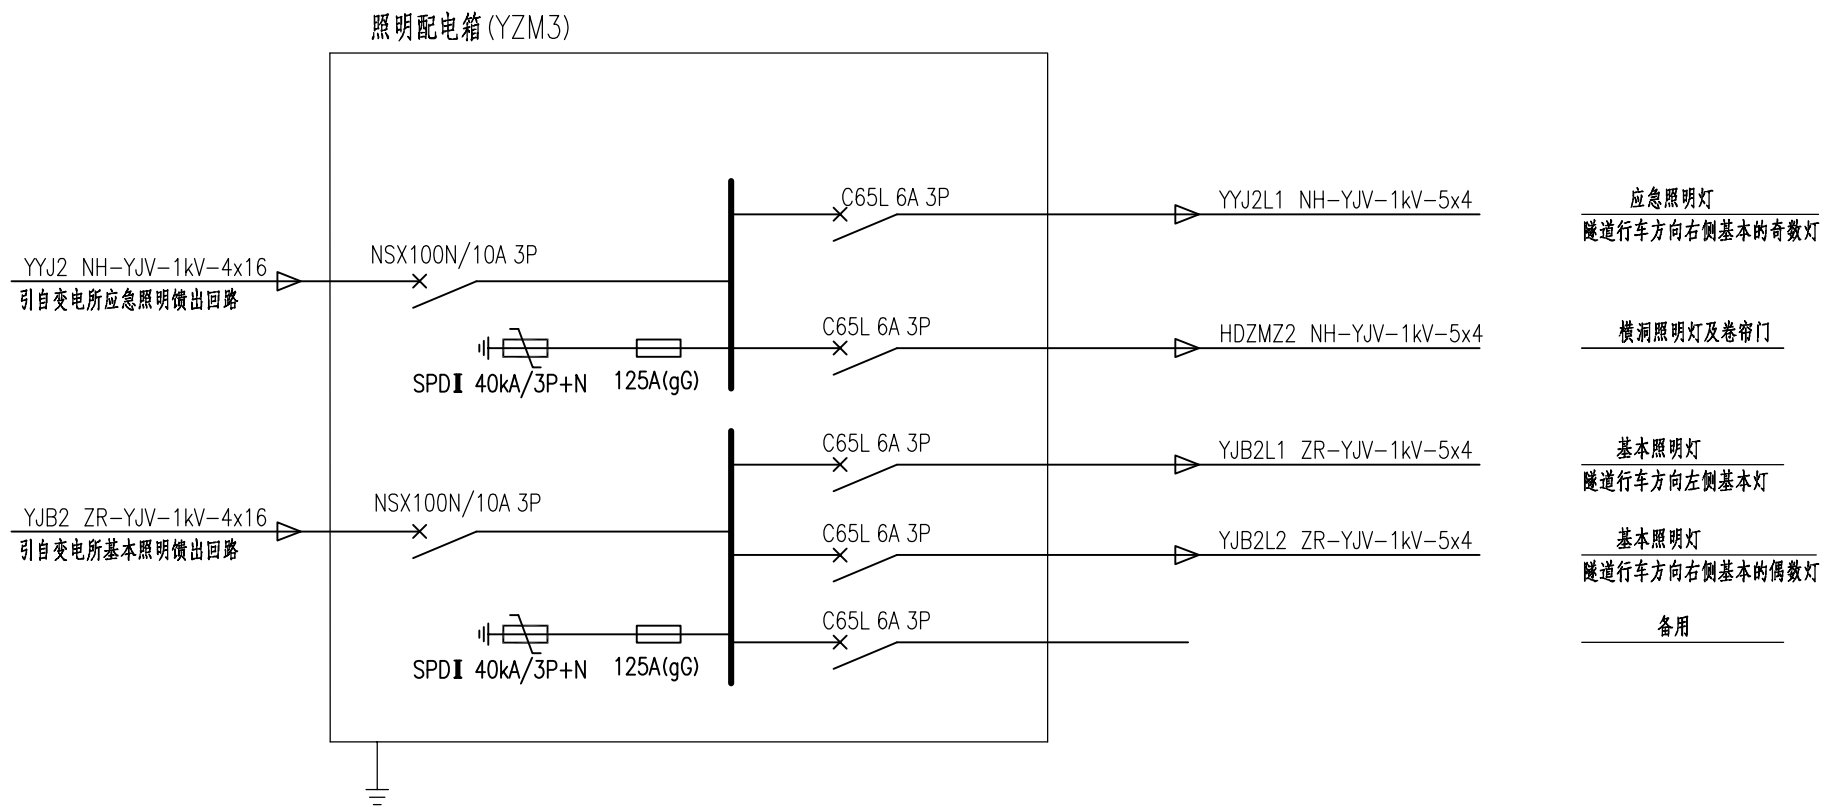 照明配电箱(YZM3)
C65L 6A 3P
YYJ2L1 NH-YJV-1kV-5x4
应急照明灯
隧道行车方向右侧基本的奇数灯
NSX100N/10A 3P
YYJ2 NH-YJV-1kV-4x16
引自变电所应急照明馈出回路
C65L 6A 3P
HDZMZ2 NH-YJV-1kV-5x4
横洞照明灯及卷帘门
SPDⅡ 40kA/3P+N
125A(gG)
C65L 6A 3P
YJB2L1 ZR-YJV-1kV-5x4
基本照明灯
隧道行车方向左侧基本灯
NSX100N/10A 3P
YJB2 ZR-YJV-1kV-4x16
引自变电所基本照明馈出回路
C65L 6A 3P
YJB2L2 ZR-YJV-1kV-5x4
基本照明灯
隧道行车方向右侧基本的偶数灯
C65L 6A 3P
备用
SPDⅡ 40kA/3P+N
125A(gG)